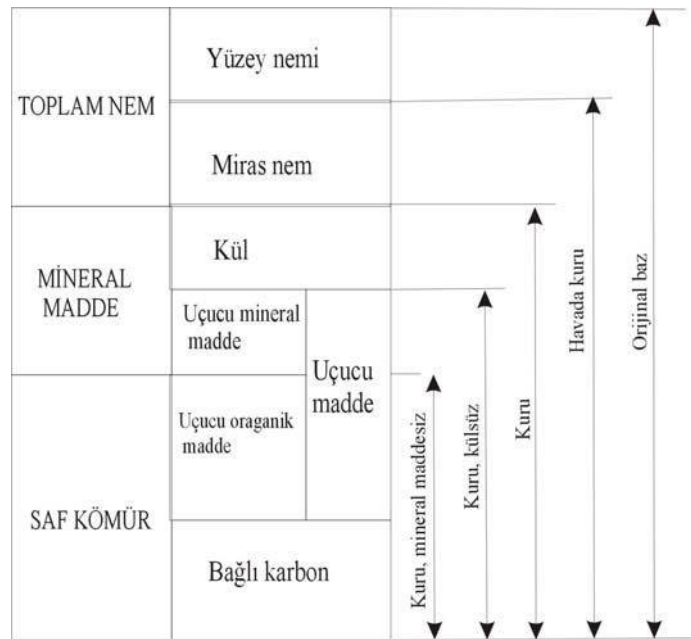 TOPLAM NEM
Yüzey nemi
Miras nem
MİNERAL
MADDE
Kül
Uçucu mineral
madde
Uçucu
madde
SAF KÖMÜR
Uçucu oraganik
madde
Bağlı karbon
Kuru, mineral maddesiz
Kuru, külsüz
Kuru
Havada kuru
Orijinal baz